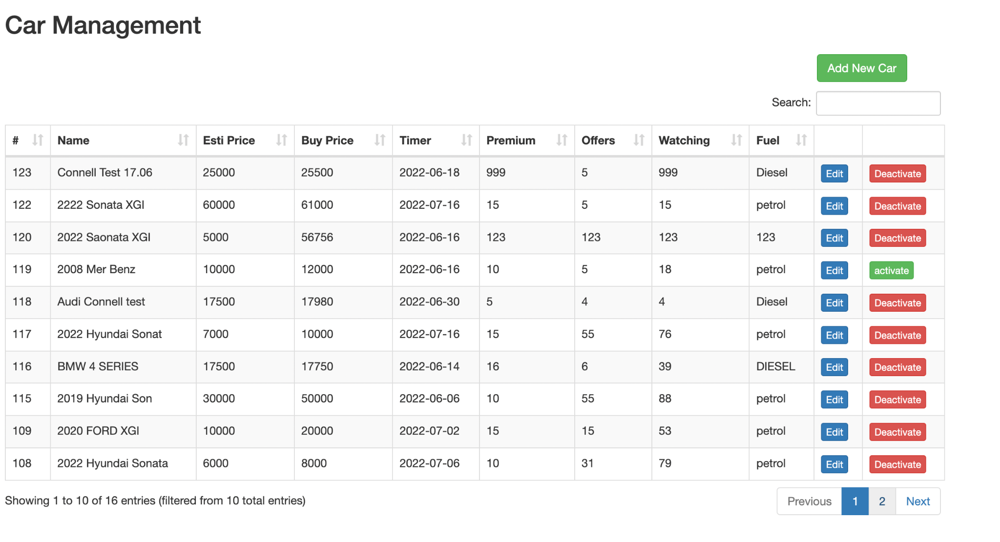 Car Management
Add New Car
Search:
# Name Esti Price Buy Price Timer Premium Offers Watching Fuel
123 Connell Test 17.06 25000 25500 2022-06-18 999 5 999 Diesel Edit Deactivate
122 2222 Sonata XGI 60000 61000 2022-07-16 15 5 15 petrol Edit Deactivate
120 2022 Saonata XGI 5000 56756 2022-06-16 123 123 123 123 Edit Deactivate
119 2008 Mer Benz 10000 12000 2022-06-16 10 5 18 petrol Edit activate
118 Audi Connell test 17500 17980 2022-06-30 5 4 4 Diesel Edit Deactivate
117 2022 Hyundai Sonat 7000 10000 2022-07-16 15 55 76 petrol Edit Deactivate
116 BMW 4 SERIES 17500 17750 2022-06-14 16 6 39 DIESEL Edit Deactivate
115 2019 Hyundai Son 30000 50000 2022-06-06 10 55 88 petrol Edit Deactivate
109 2020 FORD XGI 10000 20000 2022-07-02 15 15 53 petrol Edit Deactivate
108 2022 Hyundai Sonata 6000 8000 2022-07-06 10 31 79 petrol Edit Deactivate
Showing 1 to 10 of 16 entries (filtered from 10 total entries) Previous 1 2 Next